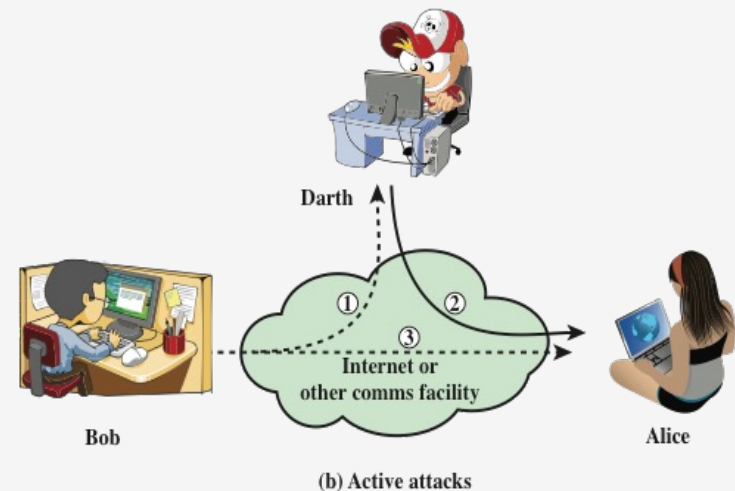 Darth
①
②
③
Internet or
other comms facility
Bob
Alice
(b) Active attacks